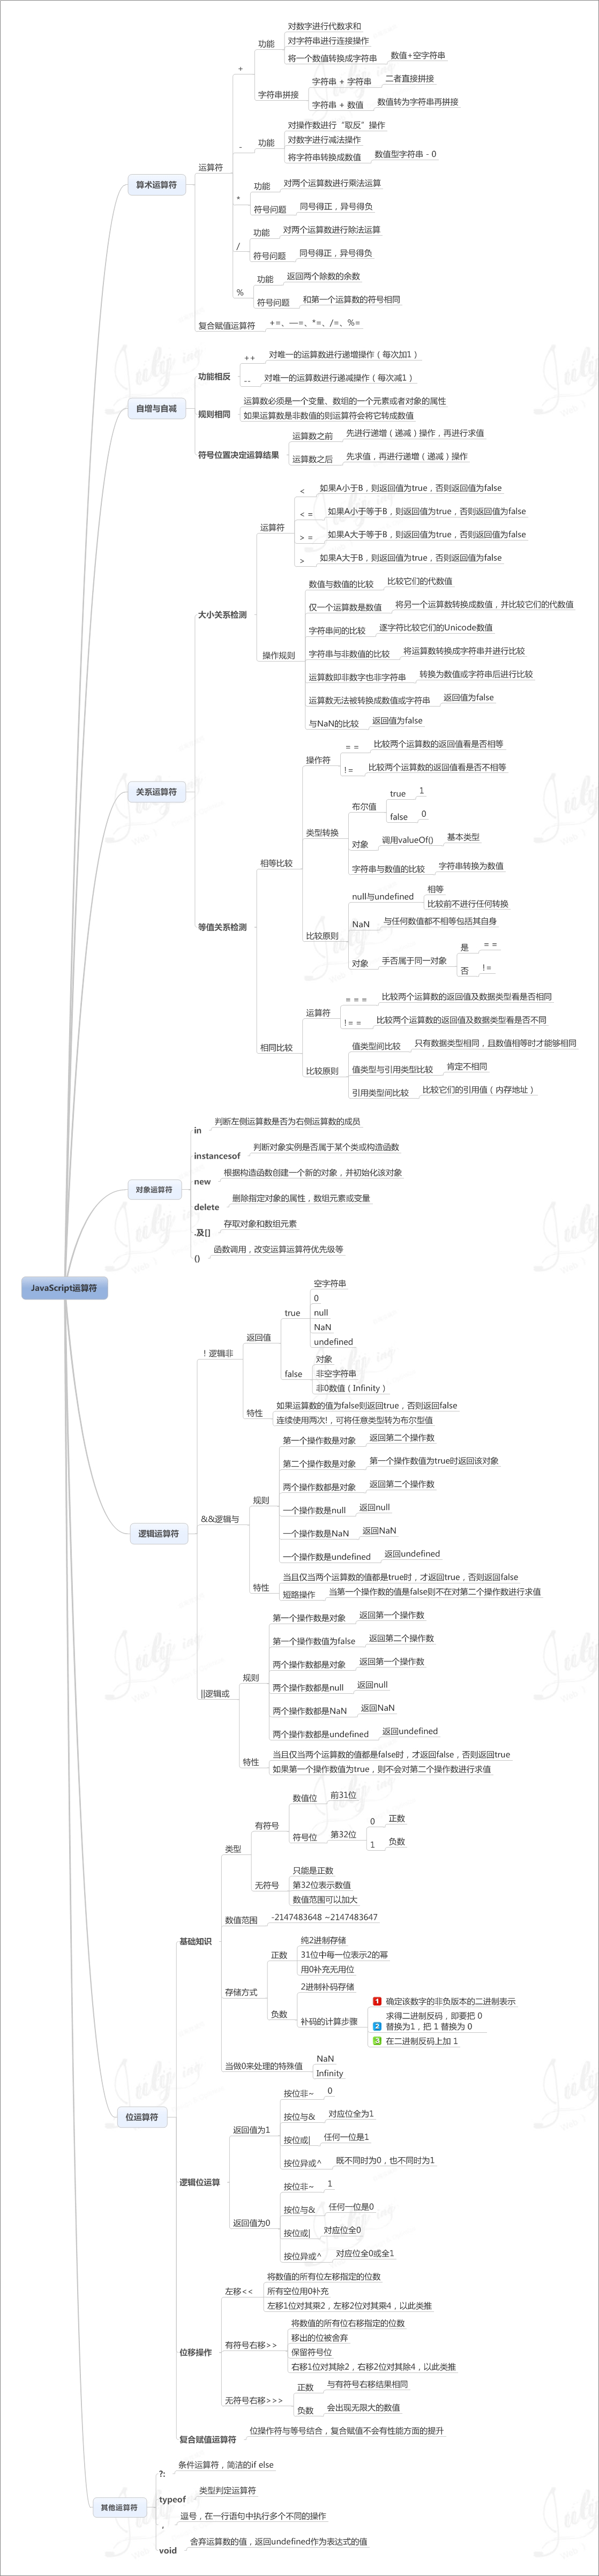 JavaScript运算符
算术运算符
运算符
+
功能
对数字进行代数求和
对字符串进行连接操作
将一个数值转换成字符串
数值+空字符串
字符串拼接
字符串 + 字符串
二者直接拼接
字符串 + 数值
数值转为字符串再拼接
-
功能
对操作数进行“取反”操作
对数字进行减法操作
将字符串转换成数值
数值型字符串 - 0
*
功能
对两个运算数进行乘法运算
符号问题
同号得正，异号得负
/
功能
对两个运算数进行除法运算
符号问题
同号得正，异号得负
%
功能
返回两个除数的余数
符号问题
和第一个运算数的符号相同
复合赋值运算符
+=、—=、*=、/=、%=
自增与自减
功能相反
++
对唯一的运算数进行递增操作（每次加1）
--
对唯一的运算数进行递减操作（每次减1）
规则相同
运算数必须是一个变量、数组的一个元素或者对象的属性
如果运算数是非数值的则运算符会将它转成数值
符号位置决定运算结果
运算数之前
先进行递增（递减）操作，再进行求值
运算数之后
先求值，再进行递增（递减）操作
关系运算符
大小关系检测
运算符
<
如果A小于B，则返回值为true，否则返回值为false
< =
如果A小于等于B，则返回值为true，否则返回值为false
> =
如果A大于等于B，则返回值为true，否则返回值为false
>
如果A大于B，则返回值为true，否则返回值为false
操作规则
数值与数值的比较
比较它们的代数值
仅一个运算数是数值
将另一个运算数转换成数值，并比较它们的代数值
字符串间的比较
逐字符比较它们的Unicode数值
字符串与非数值的比较
将运算数转换成字符串并进行比较
运算数即非数字也非字符串
转换为数值或字符串后进行比较
运算数无法被转换成数值或字符串
返回值为false
与NaN的比较
返回值为false
等值关系检测
相等比较
操作符
= =
比较两个运算数的返回值看是否相等
! =
比较两个运算数的返回值看是否不相等
类型转换
布尔值
true
1
false
0
对象
调用valueOf()
基本类型
字符串与数值的比较
字符串转换为数值
比较原则
null与undefined
相等
比较前不进行任何转换
NaN
与任何数值都不相等包括其自身
对象
手否属于同一对象
是
= =
否
! =
相同比较
运算符
= = =
比较两个运算数的返回值及数据类型看是否相同
! = =
比较两个运算数的返回值及数据类型看是否不同
比较原则
值类型间比较
只有数据类型相同，且数值相等时才能够相同
值类型与引用类型比较
肯定不相同
引用类型间比较
比较它们的引用值（内存地址）
对象运算符
in
判断左侧运算数是否为右侧运算数的成员
instancesof
判断对象实例是否属于某个类或构造函数
new
根据构造函数创建一个新的对象，并初始化该对象
delete
删除指定对象的属性，数组元素或变量
.及[]
存取对象和数组元素
()
函数调用，改变运算运算符优先级等
逻辑运算符
！逻辑非
返回值
true
空字符串
0
null
NaN
undefined
false
对象
非空字符串
非0数值（Infinity）
特性
如果运算数的值为false则返回true，否则返回false
连续使用两次!，可将任意类型转为布尔型值
&&逻辑与
规则
第一个操作数是对象
返回第二个操作数
第二个操作数是对象
第一个操作数值为true时返回该对象
两个操作数都是对象
返回第二个操作数
一个操作数是null
返回null
一个操作数是NaN
返回NaN
一个操作数是undefined
返回undefined
特性
当且仅当两个运算数的值都是true时，才返回true，否则返回false
短路操作
当第一个操作数的值是false则不在对第二个操作数进行求值
||逻辑或
规则
第一个操作数是对象
返回第一个操作数
第一个操作数值为false
返回第二个操作数
两个操作数都是对象
返回第一个操作数
两个操作数都是null
返回null
两个操作数都是NaN
返回NaN
两个操作数都是undefined
返回undefined
特性
当且仅当两个运算数的值都是false时，才返回false，否则返回true
如果第一个操作数值为true，则不会对第二个操作数进行求值
位运算符
基础知识
类型
有符号
数值位
前31位
符号位
第32位
0
正数
1
负数
无符号
只能是正数
第32位表示数值
数值范围可以加大
数值范围
-2147483648 ~2147483647
存储方式
正数
纯2进制存储
31位中每一位表示2的幂
用0补充无用位
负数
2进制补码存储
补码的计算步骤
1 确定该数字的非负版本的二进制表示
2 求得二进制反码，即要把 0
替换为1，把 1 替换为 0
3 在二进制反码上加 1
当做0来处理的特殊值
NaN
Infinity
逻辑位运算
返回值为1
按位非~
0
按位与&
对应位全为1
按位或|
任何一位是1
按位异或^
既不同时为0，也不同时为1
返回值为0
按位非~
1
按位与&
任何一位是0
按位或|
对应位全0
按位异或^
对应位全0或全1
位移操作
左移<<
将数值的所有位左移指定的位数
所有空位用0补充
左移1位对其乘2，左移2位对其乘4，以此类推
有符号右移>>
将数值的所有位右移指定的位数
移出的位被舍弃
保留符号位
右移1位对其除2，右移2位对其除4，以此类推
无符号右移>>>
正数
与有符号右移结果相同
负数
会出现无限大的数值
复合赋值运算符
位操作符与等号结合，复合赋值不会有性能方面的提升
其他运算符
?:
条件运算符，简洁的if else
typeof
类型判定运算符
,
逗号，在一行语句中执行多个不同的操作
void
舍弃运算数的值，返回undefined作为表达式的值